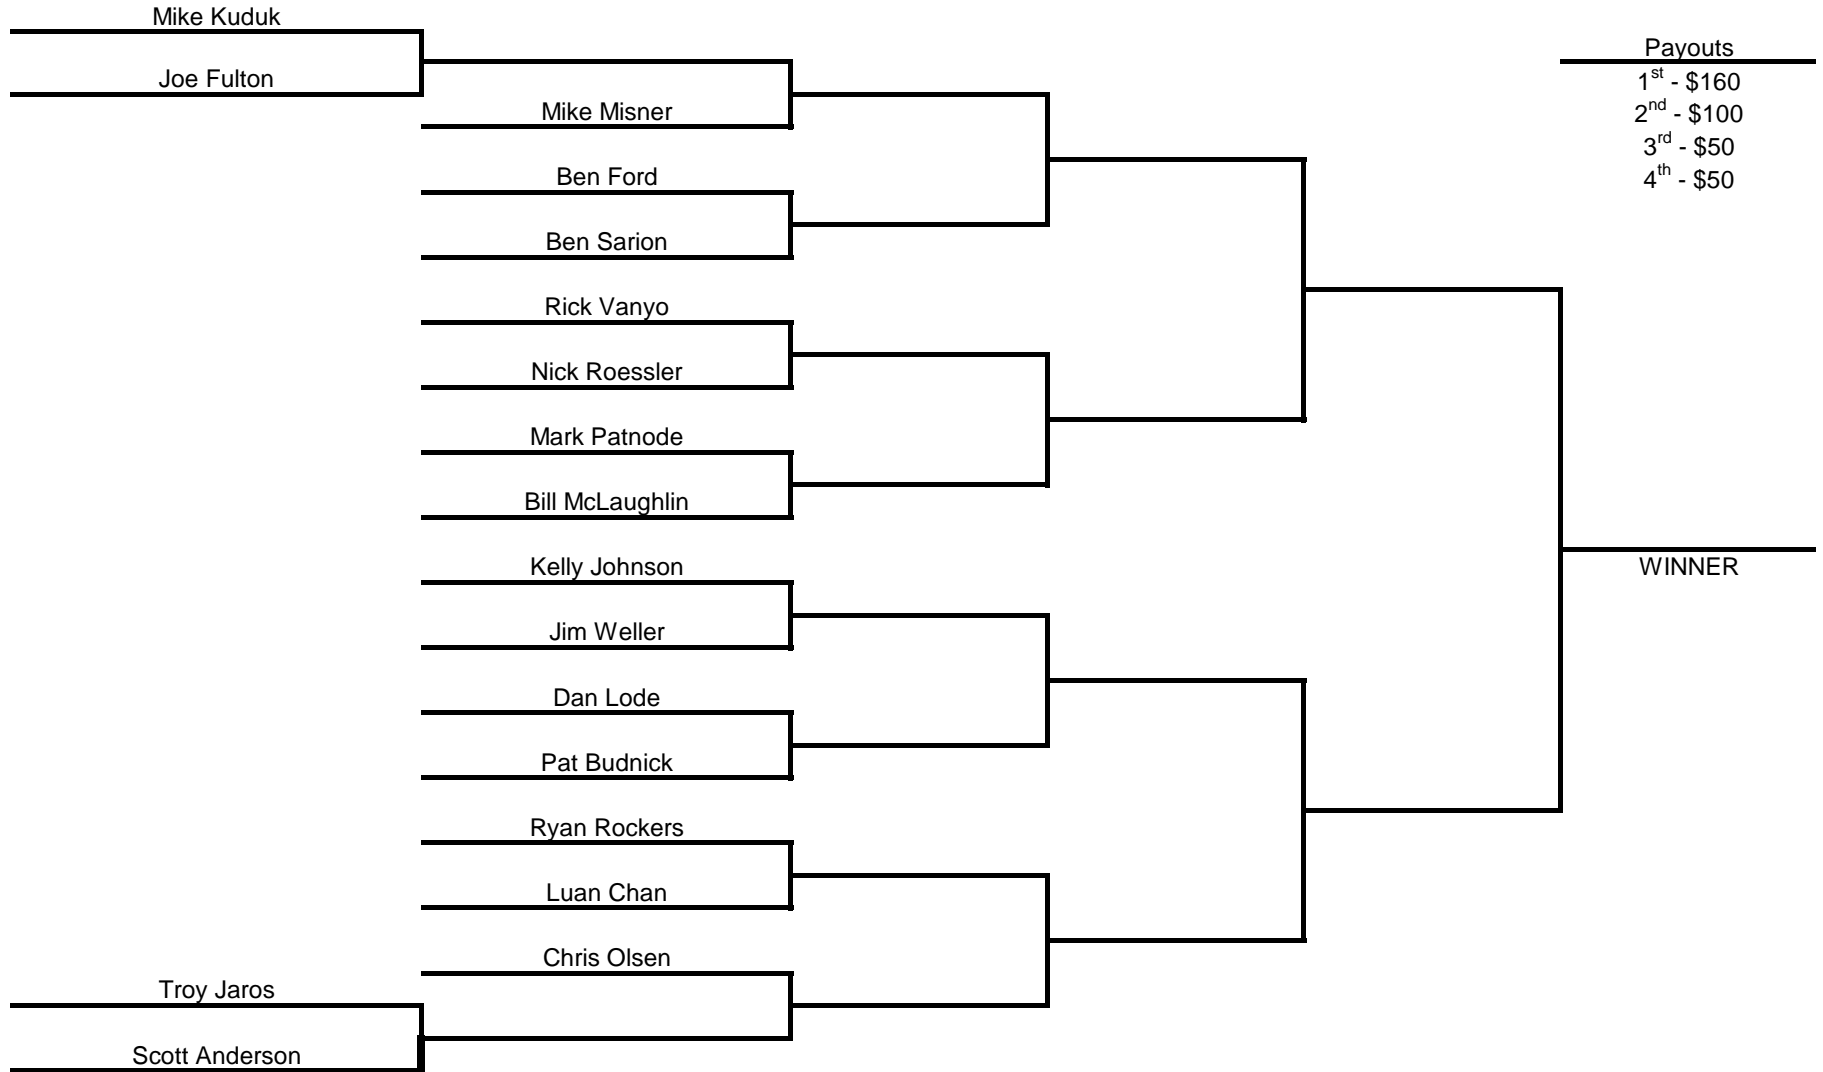 Mike Kuduk
Joe Fulton
Mike Misner
Ben Ford
Ben Sarion
Rick Vanyo
Nick Roessler
Mark Patnode
Bill McLaughlin
Kelly Johnson
Jim Weller
Dan Lode
Pat Budnick
Ryan Rockers
Luan Chan
Chris Olsen
Troy Jaros
Scott Anderson
Payouts
1st - $160
2nd - $100
3rd - $50
4th - $50
WINNER